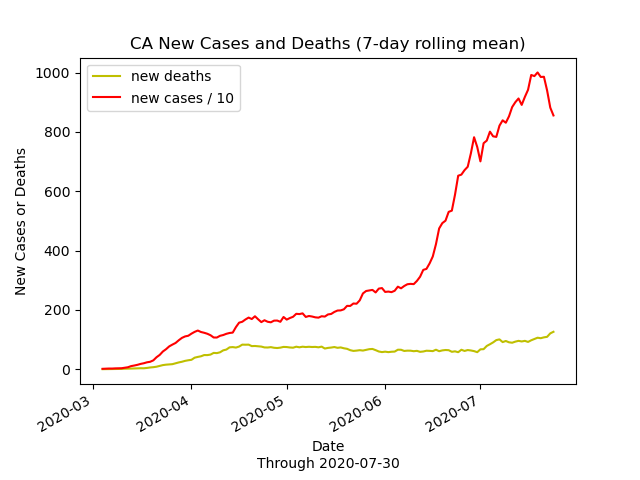 CA New Cases and Deaths (7-day rolling mean)
new deaths
new cases / 10
1000
800
600
400
200
0
New Cases or Deaths
2020-03
2020-04
2020-05
2020-06
2020-07
Date
Through 2020-07-30